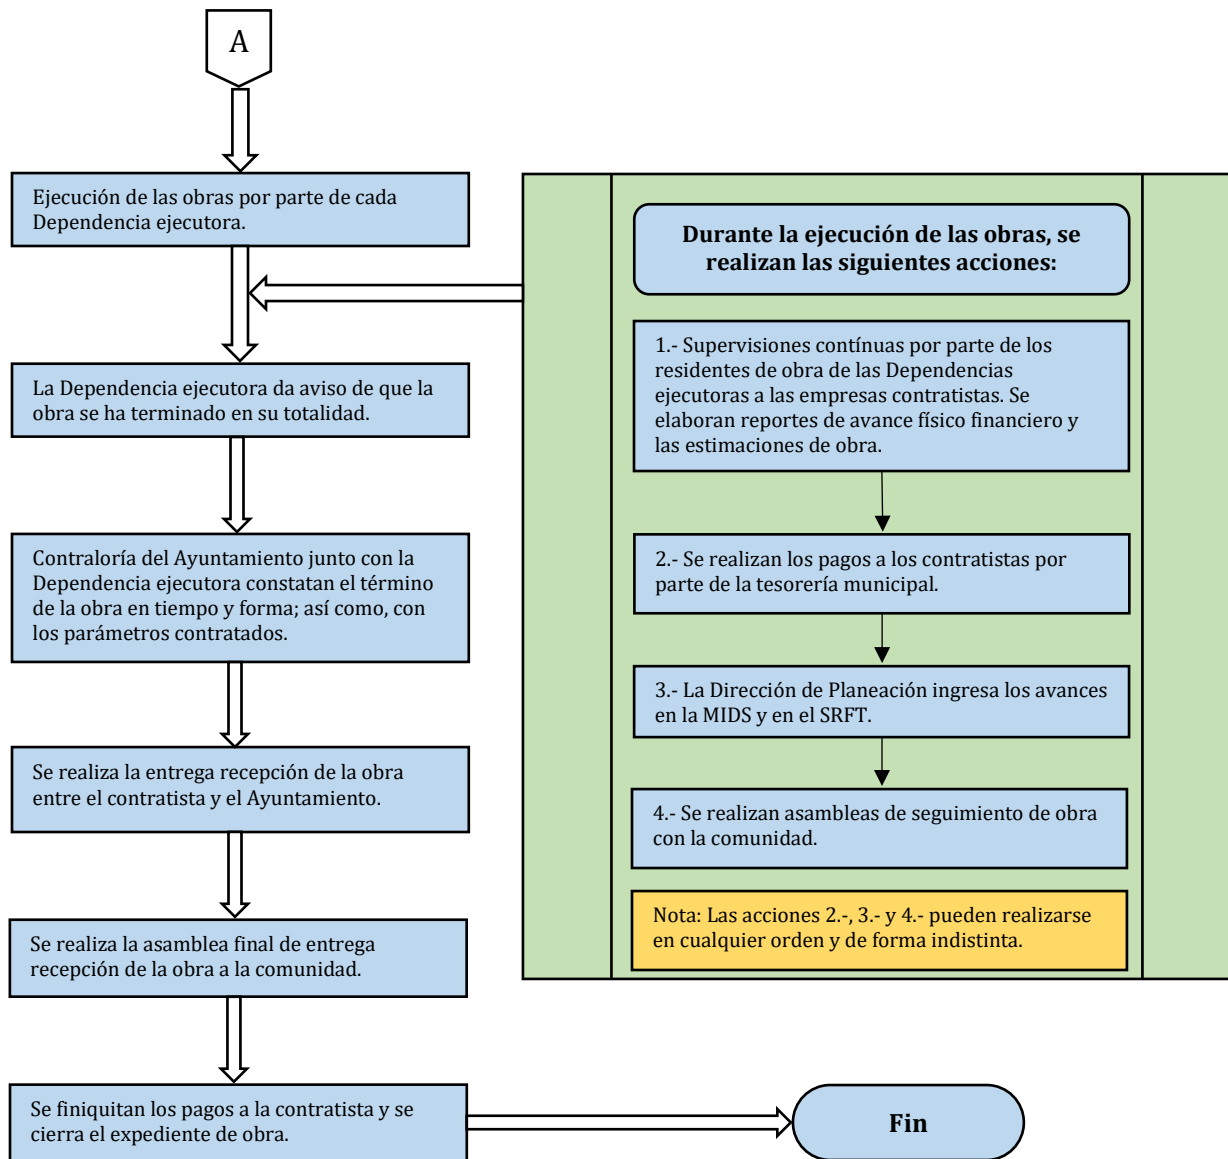 A
Ejecución de las obras por parte de cada
Dependencia ejecutora.
La Dependencia ejecutora da aviso de que la
obra se ha terminado en su totalidad.
Contraloría del Ayuntamiento junto con la
Dependencia ejecutora constatan el término
de la obra en tiempo y forma; así como, con
los parámetros contratados.
Se realiza la entrega recepción de la obra
entre el contratista y el Ayuntamiento.
Se realiza la asamblea final de entrega
recepción de la obra a la comunidad.
Se finiquitan los pagos a la contratista y se
cierra el expediente de obra.
Durante la ejecución de las obras, se
realizan las siguientes acciones:
1.- Supervisiones contínuas por parte de los
residentes de obra de las Dependencias
ejecutoras a las empresas contratistas. Se
elaboran reportes de avance físico financiero y
las estimaciones de obra.
2.- Se realizan los pagos a los contratistas por
parte de la tesorería municipal.
3.- La Dirección de Planeación ingresa los avances
en la MIDS y en el SRFT.
4.- Se realizan asambleas de seguimiento de obra
con la comunidad.
Nota: Las acciones 2.-, 3.- y 4.- pueden realizarse
en cualquier orden y de forma indistinta.
Fin